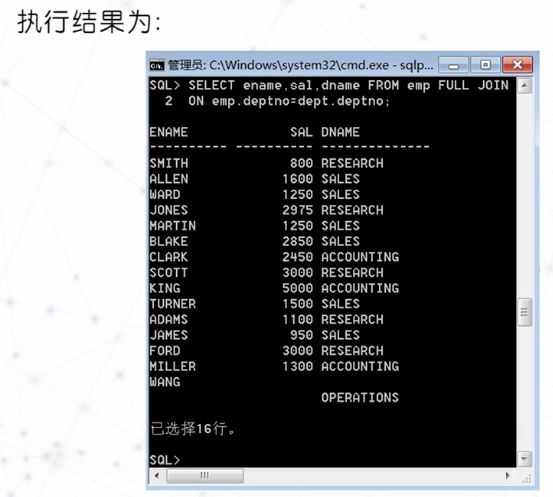 执行结果为:
管理员: C:\Windows\system32\cmd.exe - sqlp...
SQL> SELECT ename,sal,dname FROM emp FULL JOIN
2 ON emp.deptno=dept.deptno;
ENAME SAL DNAME
---------- ---------- --------------
SMITH 800 RESEARCH
ALLEN 1600 SALES
WARD 1250 SALES
JONES 2975 RESEARCH
MARTIN 1250 SALES
BLAKE 2850 SALES
CLARK 2450 ACCOUNTING
SCOTT 3000 RESEARCH
KING 5000 ACCOUNTING
TURNER 1500 SALES
ADAMS 1100 RESEARCH
JAMES 950 SALES
FORD 3000 RESEARCH
MILLER 1300 ACCOUNTING
WANG
OPERATIONS
已选择16行。
SQL>